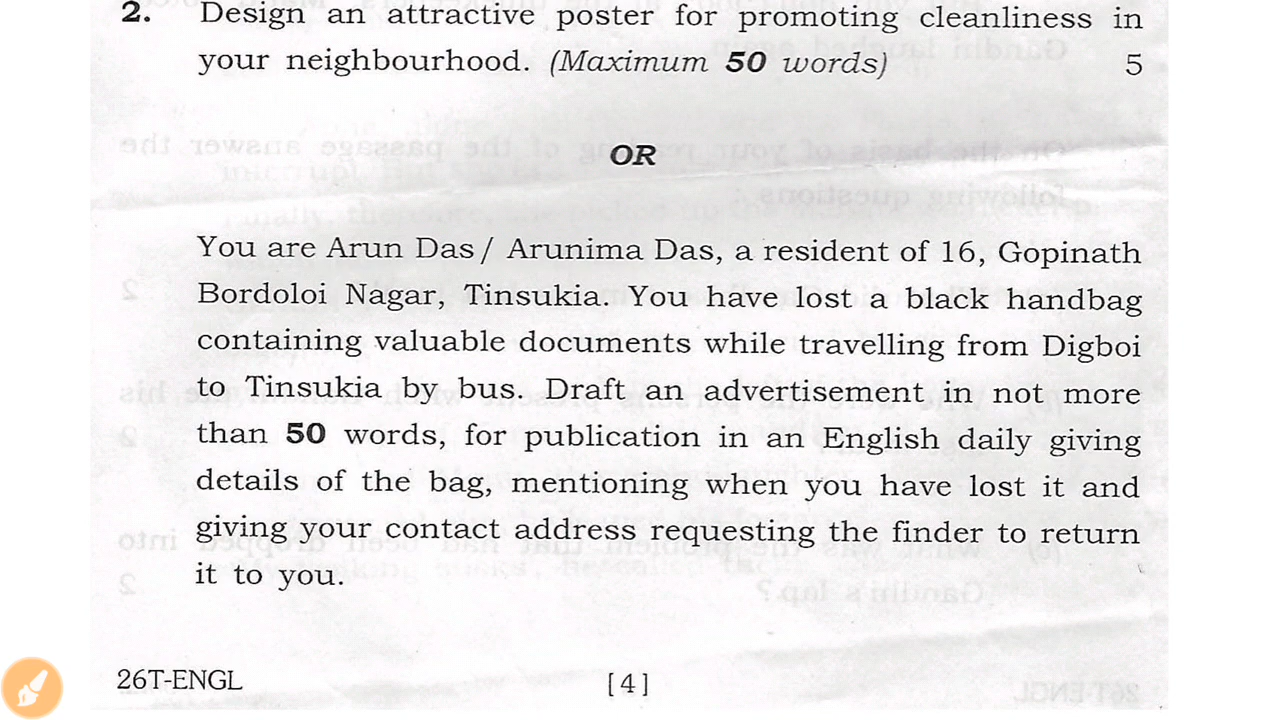 2. Design an attractive poster for promoting cleanliness in
your neighbourhood. (Maximum 50 words) 5
OR
You are Arun Das / Arunima Das, a resident of 16, Gopinath
Bordoloi Nagar, Tinsukia. You have lost a black handbag
containing valuable documents while travelling from Digboi
to Tinsukia by bus. Draft an advertisement in not more
than 50 words, for publication in an English daily giving
details of the bag, mentioning when you have lost it and
giving your contact address requesting the finder to return
it to you.
26T-ENGL [ 4 ]